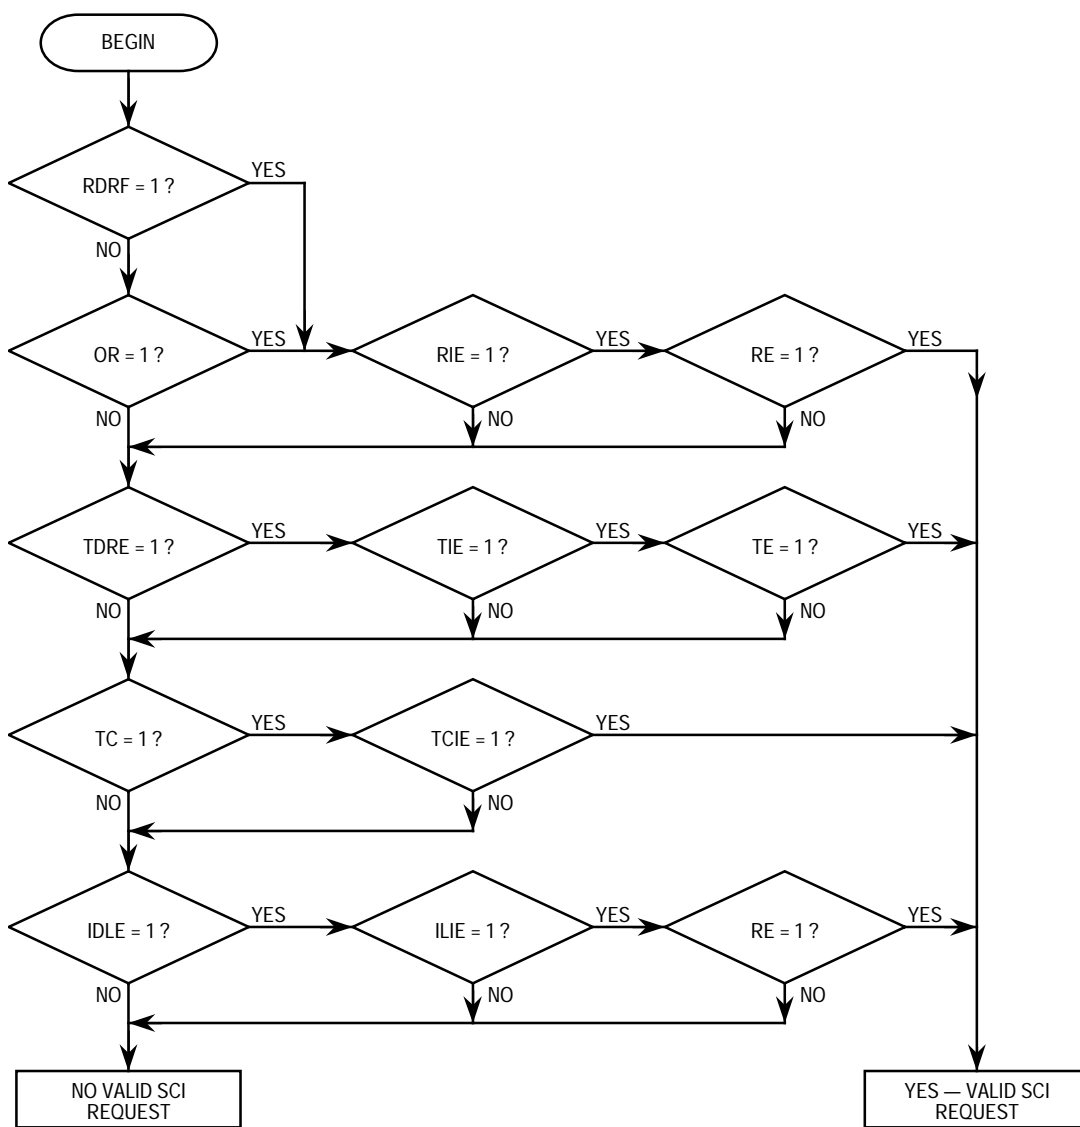 BEGIN
RDRF = 1 ?
YES
NO
OR = 1 ?
YES
RIE = 1 ?
YES
RE = 1 ?
YES
NO
NO
NO
TDRE = 1 ?
YES
TIE = 1 ?
YES
TE = 1 ?
YES
NO
NO
NO
TC = 1 ?
YES
TCIE = 1 ?
YES
NO
NO
IDLE = 1 ?
YES
ILIE = 1 ?
YES
RE = 1 ?
YES
NO
NO
NO
NO VALID SCI
REQUEST
YES — VALID SCI
REQUEST